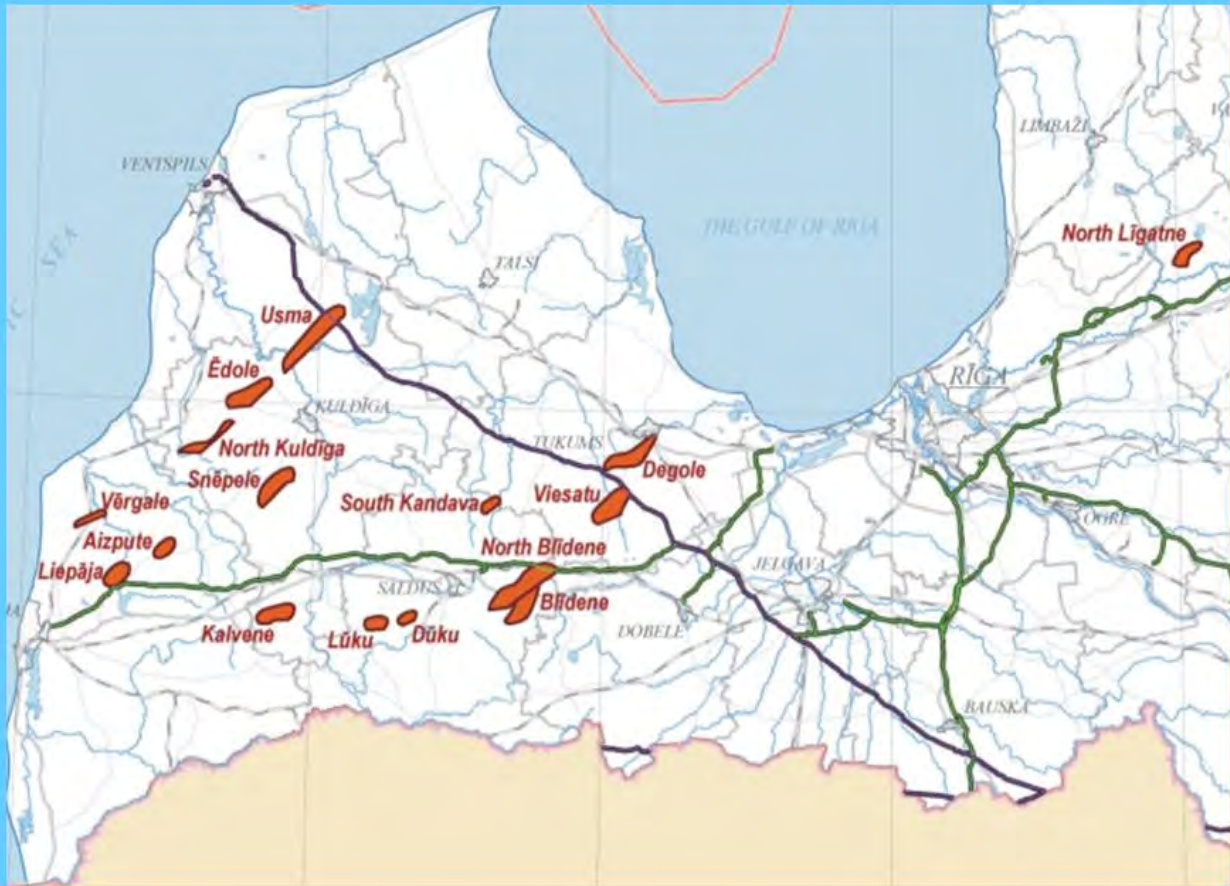 LIMBAŽI
VENTSPILS
THE GULF OF RIGA
North Līgatne
SEA
TALSI
Usma
Ēdole
RĪGA
KULDĪGA
TUKUMS
North Kuldīga
Degole
Snēpele
Viesatu
Vērgale
South Kandava
OGRE
Aizpute
North Blīdene
Liepāja
JELGAVA
SALDUS
Blīdene
Kalvene
Lūku
Dūku
DOBELE
BAUSKA